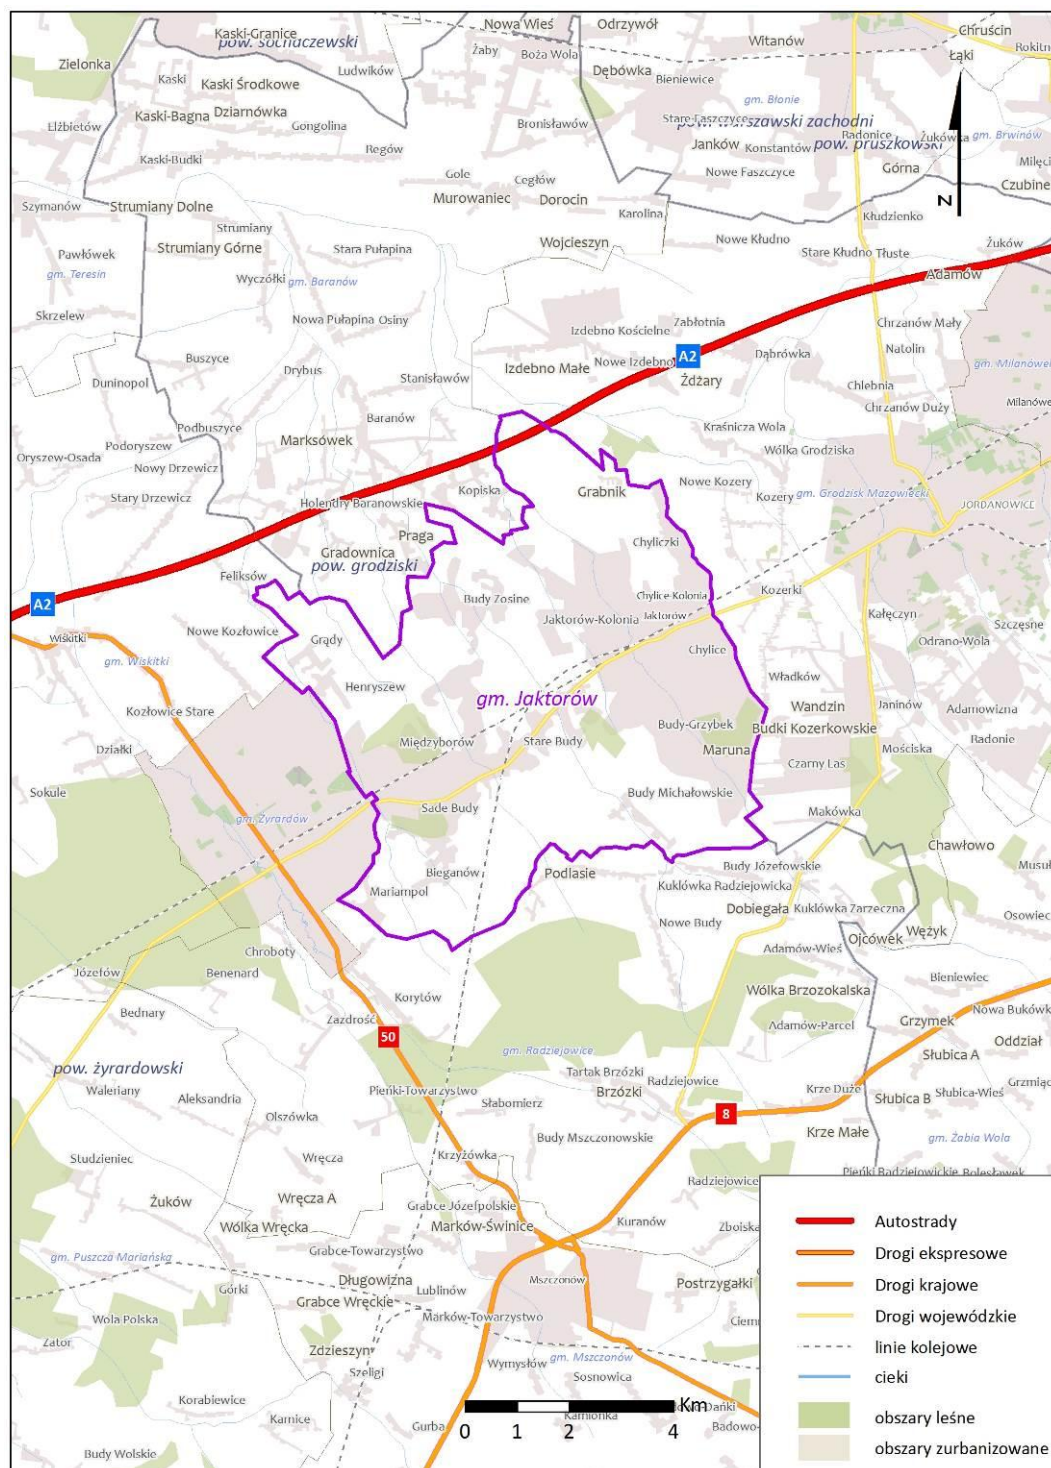 Kaski-Granice
pow. sochaczewski
Nowa Wieś
Odrzywół
Chruścin
Rokitn
Zielonka
Ludwików
Żaby
Boża Wola
Witanów
Łąki
Kaski
Kaski Środkowe
Dębówka
Bieniewice
gm. Błonie
Elżbietów
Kaski-Bagna
Dziarnówka
Gongolina
Bronisławów
Stare Faszczyce
pow. warszawski zachodni
Radonice
Żukówka
gm. Brwinów
Kaski-Budki
Regów
Janków
Konstantów
pow. pruszkowski
Milęci
Gole
Cegłów
Nowe Faszczyce
Górna
Czubine
Szymanów
Strumiany Dolne
Murowaniec
Dorocin
Karolina
Kłudzienko
N
Strumiany
Strumiany Górne
Stara Pułapina
Wojcieszyn
Nowe Kłudno
Stare Kłudno
Tłuste
Żuków
Pawłówek
gm. Teresin
Wyczółki
gm. Baranów
Adamów
Skrzelew
Nowa Pułapina
Osiny
Izdebno Kościelne
Zabłotnia
Chrzanów Mały
Buszyce
Drybus
Stanisławów
Izdebno Małe
Nowe Izdebno
A2
Dąbrówka
Natolin
gm. Milanówek
Duninopol
Żdżary
Chlebnia
Milanówe
Podbuszyce
Baranów
Chrzanów Duży
Podoryszew
Marksówek
Kraśnicza Wola
Oryszew-Osada
Nowy Drzewicz
Wólka Grodziska
Stary Drzewicz
Kopiska
Grabnik
Nowe Kozery
Kozery
gm. Grodzisk Mazowiecki
Holendry Baranowskie
JORDANOWICE
Praga
Gradownica
Chyliczki
pow. grodziski
Feliksów
A2
Budy Zosine
Chylice Kolonia
Kozerki
Jaktorów-Kolonia
Jaktorów
Kałęczyn
Szczęsne
Wiskitki
Nowe Kozłowice
Grądy
Chylice
Odrano-Wola
gm. Wiskitki
Henryszew
gm. Jaktorów
Władków
Kozłowice Stare
Wandzin
Janinów
Adamowizna
Budy-Grzybek
Budki Kozerkowskie
Działki
Międzyborów
Stare Budy
Maruna
Mościska
Radonie
Sokule
Czarny Las
Budy Michałowskie
gm. Żyrardów
Sade Budy
Makówka
Chawłowo
Bieganów
Budy Józefowskie
Musuł
Mariampol
Podlasie
Kuklówka Radziejowicka
Dobiegała
Kuklówka Zarzeczna
Osowiec
Nowe Budy
Wężyk
Ojcówek
Chroboty
Adamów-Wieś
Józefów
Benenard
Bieniewiec
Korytów
Wólka Brzozokalska
Bednary
Zazdrość
Nowa Bukówk
50
Adamów-Parcel
Grzymek
Oddział
gm. Radziejowice
Słubica A
pow. żyrardowski
Tartak Brzózki
Radziejowice
Grzmiąc
Waleriany
Pieńki-Towarzystwo
Brzózki
Krze Duże
Słubica-Wieś
Aleksandria
Słabomierz
Słubica B
Olszówka
8
Krze Małe
Budy Mszczonowskie
gm. Żabia Wola
Studzieniec
Wręcza
Krzyżówka
Pieńki Radziejowickie
Bolesławek
Radziejowice
Żuków
Wręcza A
Grabce Józefpolskie
Kuranów
Zboiska
Wólka Wręcka
Marków-Świnice
gm. Puszcza Mariańska
Grabce-Towarzystwo
Mszczonów
Postrzygałki
Górki
Długowizna
Lublinów
Grabce Wręckie
Wola Polska
Marków-Towarzystwo
Ciem
Zator
Zdzieszyn
Wymysłów
gm. Mszczonów
Szeligi
Sosnowica
Korabiewice
Karnice
Gurba
Kamionka
Dańki
Badowo-
Budy Wolskie
Km
0 1 2 4
Autostrady
Drogi ekspresowe
Drogi krajowe
Drogi wojewódzkie
linie kolejowe
cieki
obszary leśne
obszary zurbanizowane